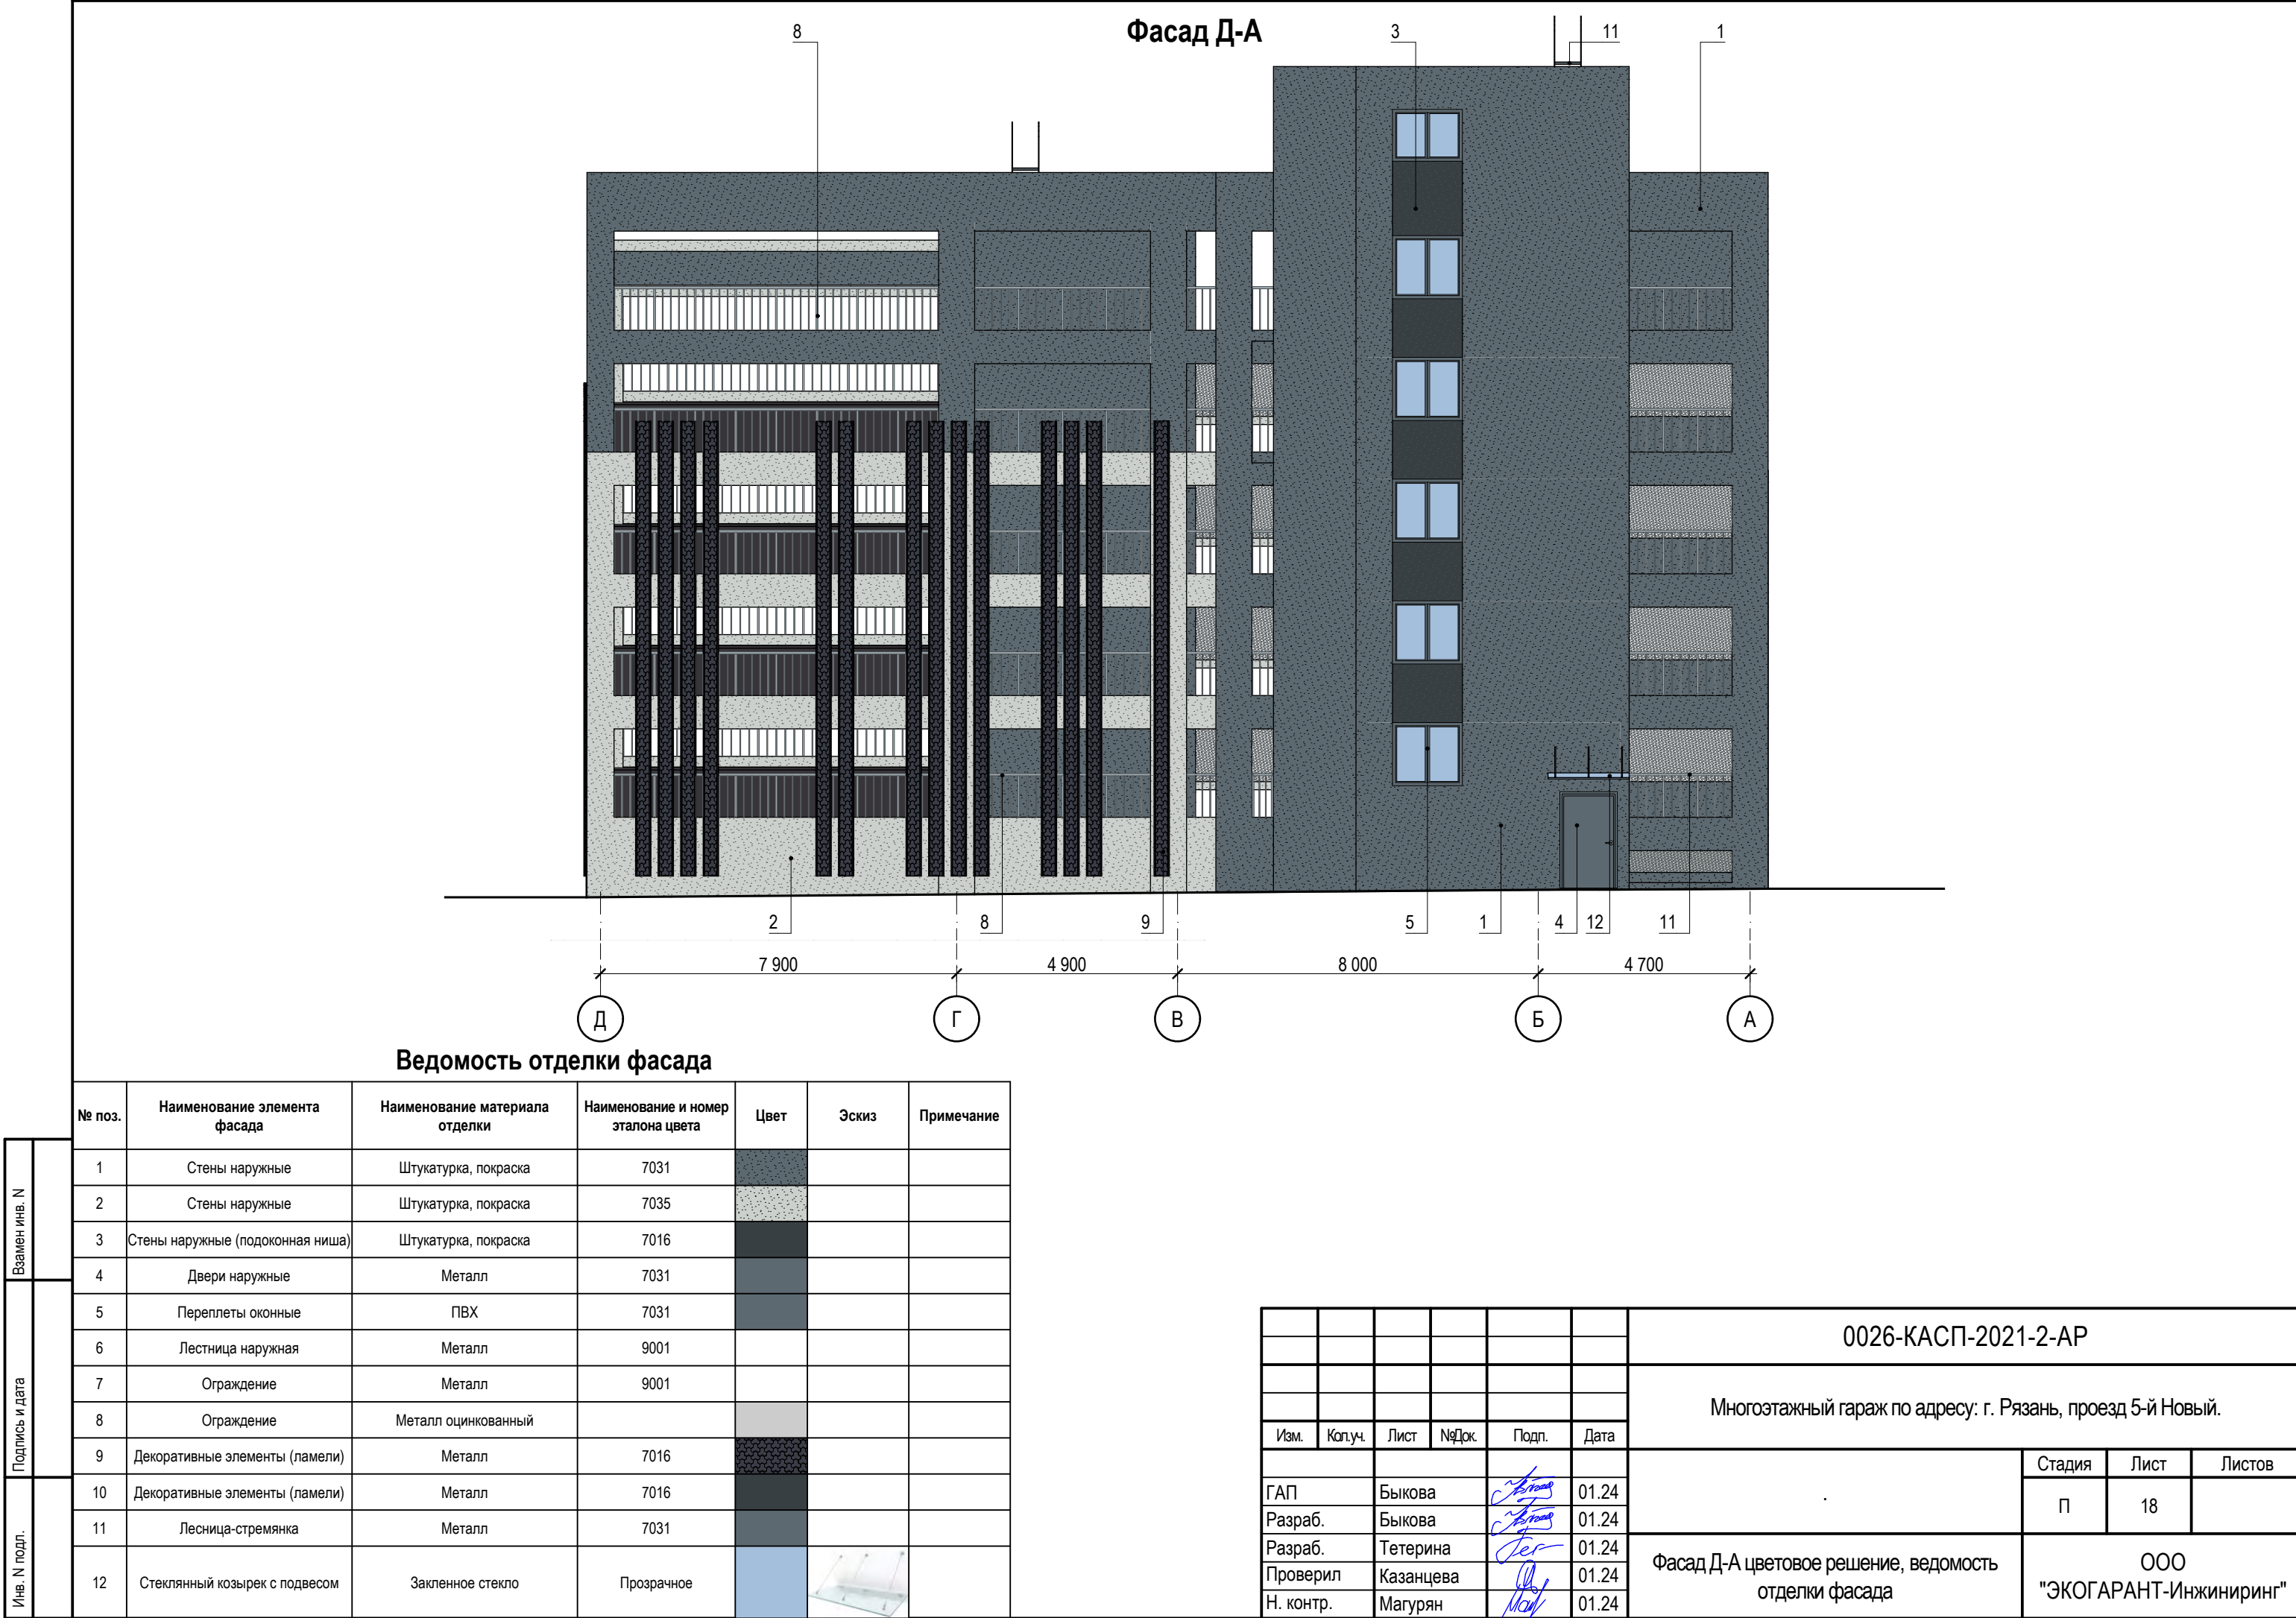 Фасад Д-А
8
3
11
1
2
8
9
5
1
4
12
11
7 900
4 900
8 000
4 700
Д
Г
В
Б
А
Ведомость отделки фасада
№ поз. Наименование элемента фасада Наименование материала отделки Наименование и номер эталона цвета Цвет Эскиз Примечание
1 Стены наружные Штукатурка, покраска 7031
2 Стены наружные Штукатурка, покраска 7035
3 Стены наружные (подоконная ниша) Штукатурка, покраска 7016
4 Двери наружные Металл 7031
5 Переплеты оконные ПВХ 7031
6 Лестница наружная Металл 9001
7 Ограждение Металл 9001
8 Ограждение Металл оцинкованный
9 Декоративные элементы (ламели) Металл 7016
10 Декоративные элементы (ламели) Металл 7016
11 Лесница-стремянка Металл 7031
12 Стеклянный козырек с подвесом Закленное стекло Прозрачное
Взамен инв. N
Подпись и дата
Инв. N подл.
0026-КАСП-2021-2-АР
Многоэтажный гараж по адресу: г. Рязань, проезд 5-й Новый.
Изм. Кол.уч. Лист №Док. Подп. Дата
Стадия Лист Листов
П 18
.
ГАП Быкова 01.24
Разраб. Быкова 01.24
Разраб. Тетерина 01.24
Проверил Казанцева 01.24
Н. контр. Магурян 01.24
Фасад Д-А цветовое решение, ведомость
отделки фасада
ООО
"ЭКОГАРАНТ-Инжиниринг"